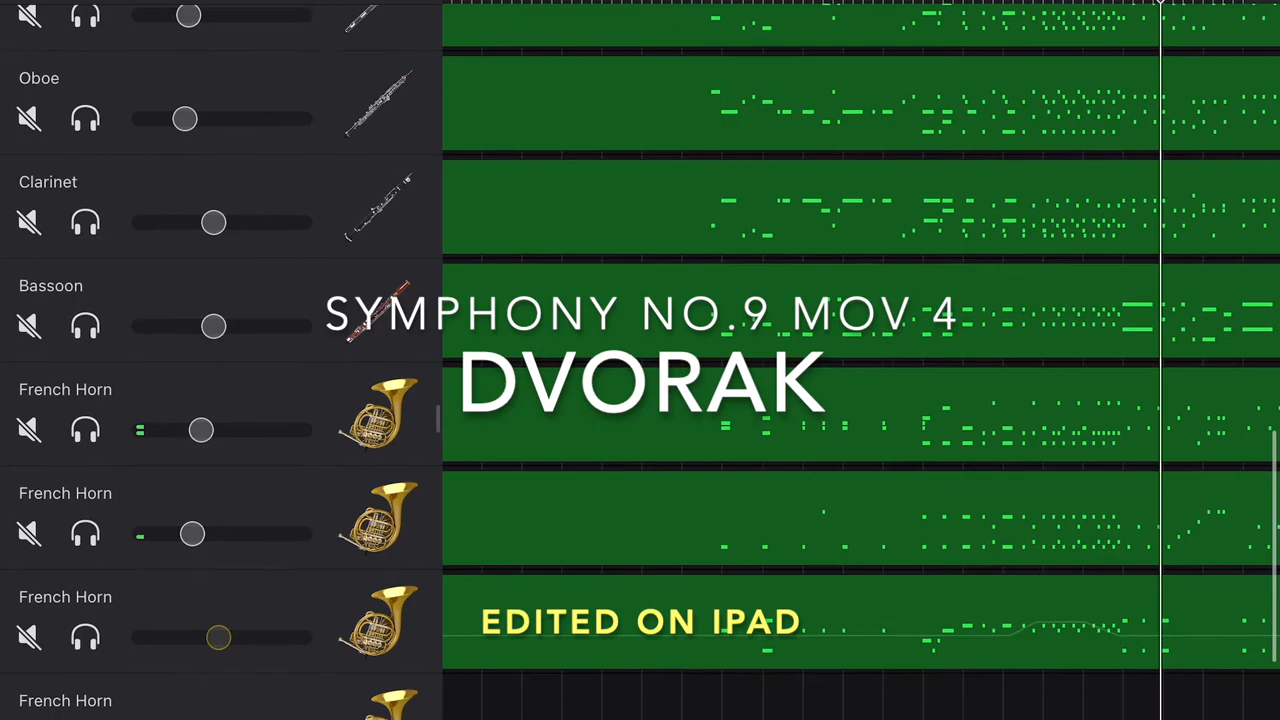 Oboe
Clarinet
Bassoon
SYMPHONY NO.9 MOV 4
DVORAK
French Horn
French Horn
French Horn
EDITED ON IPAD
French Horn